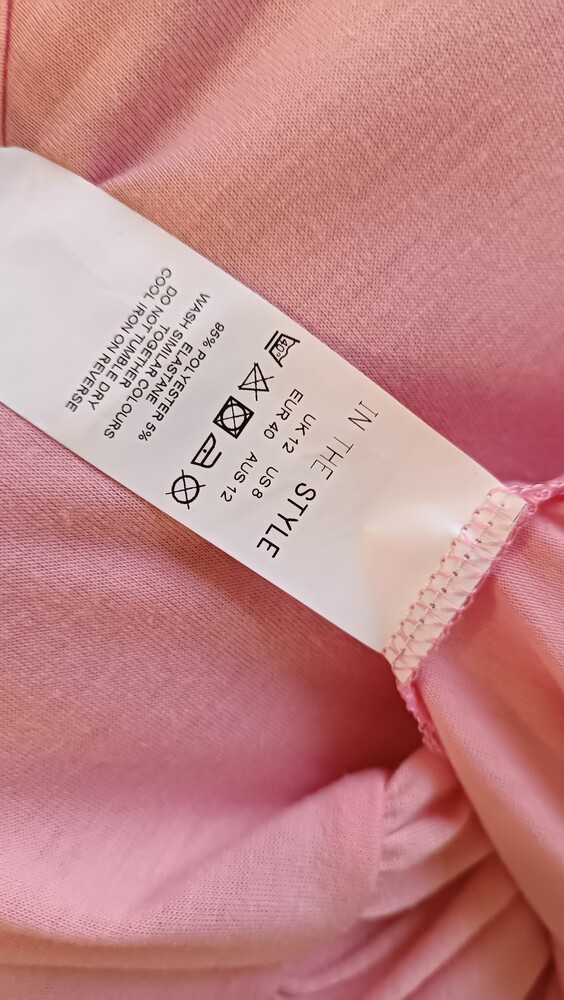 IN THE STYLE
UK 12 US 8
EUR 40 AUS 12
40°
95% POLYESTER 5%
ELASTANE
WASH SIMILAR COLOURS
TOGETHER
DO NOT TUMBLE DRY
COOL IRON ON REVERSE